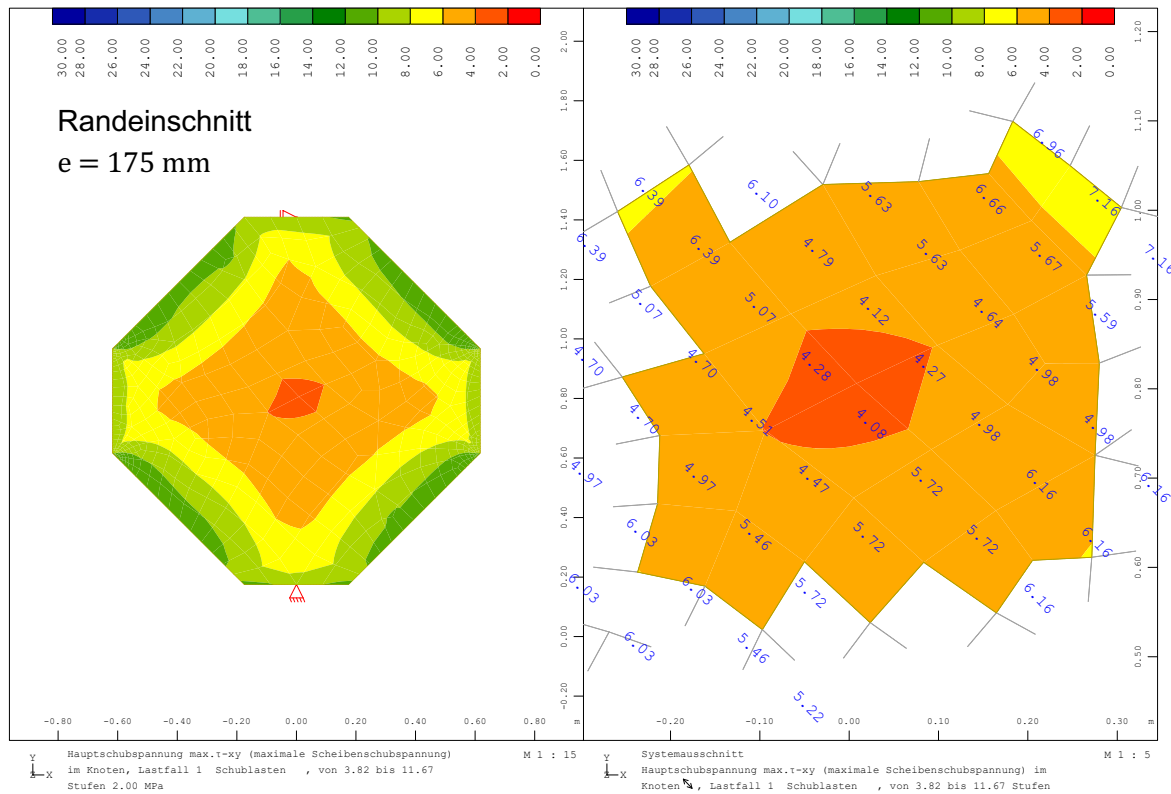 30.00 28.00 26.00 24.00 22.00 20.00 18.00 16.00 14.00 12.00 10.00 8.00 6.00 4.00 2.00 0.00
Randeinschnitt
e = 175 mm
2.00
1.80
1.60
1.40
1.20
1.00
0.80
0.60
0.40
0.20
0.00
-0.20
-0.80 -0.60 -0.40 -0.20 0.00 0.20 0.40 0.60 0.80 m
Y
Z X
Hauptschubspannung max.τ-xy (maximale Scheibenschubspannung) M 1 : 15
im Knoten, Lastfall 1 Schublasten , von 3.82 bis 11.67
Stufen 2.00 MPa
30.00 28.00 26.00 24.00 22.00 20.00 18.00 16.00 14.00 12.00 10.00 8.00 6.00 4.00 2.00 0.00
6.96
6.39 6.10 5.63 6.66 7.16
6.39 6.39 4.79 5.63 5.67 7.16
5.07 5.07 4.12 4.64 5.59
4.70 4.70 4.28 4.27 4.98
4.70 4.51 4.08 4.98 4.98
4.97 4.97 4.47 5.72 6.16 6.16
6.03 5.46 5.72 5.72 6.16
6.03 6.03 5.72 6.16
6.03 5.46
5.22
1.20
1.10
1.00
0.90
0.80
0.70
0.60
0.50
-0.20 -0.10 0.00 0.10 0.20 0.30 m
Y
Z X
Systemausschnitt M 1 : 5
Hauptschubspannung max.τ-xy (maximale Scheibenschubspannung) im
Knoten , Lastfall 1 Schublasten , von 3.82 bis 11.67 Stufen